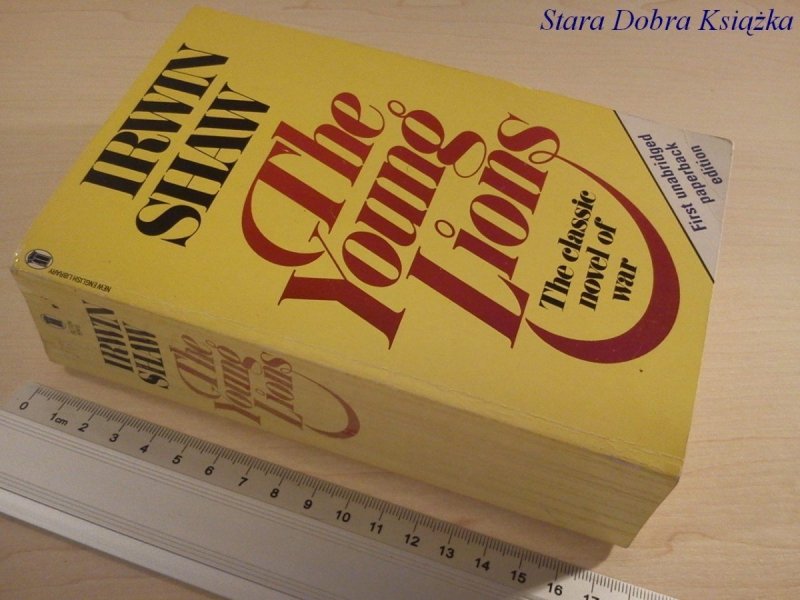 Stara Dobra Książka
IRWIN
SHAW
The
Young
Lions
The classic
novel of
war
First unabridged
paperback
edition
NEW ENGLISH LIBRARY
IRWIN
SHAW
The
Young
Lions
0 1cm 2 3 4 5 6 7 8 9 10 11 12 13 14 15 16 17